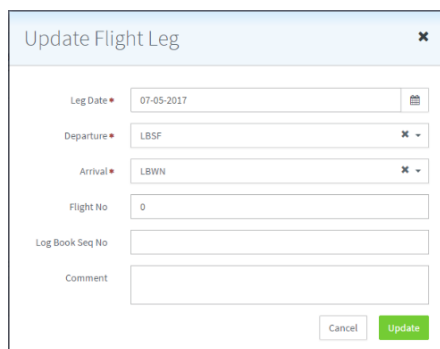 Update Flight Leg
Leg Date * 07-05-2017
Departure * LBSF
Arrival * LBWN
Flight No 0
Log Book Seq No
Comment
Cancel Update